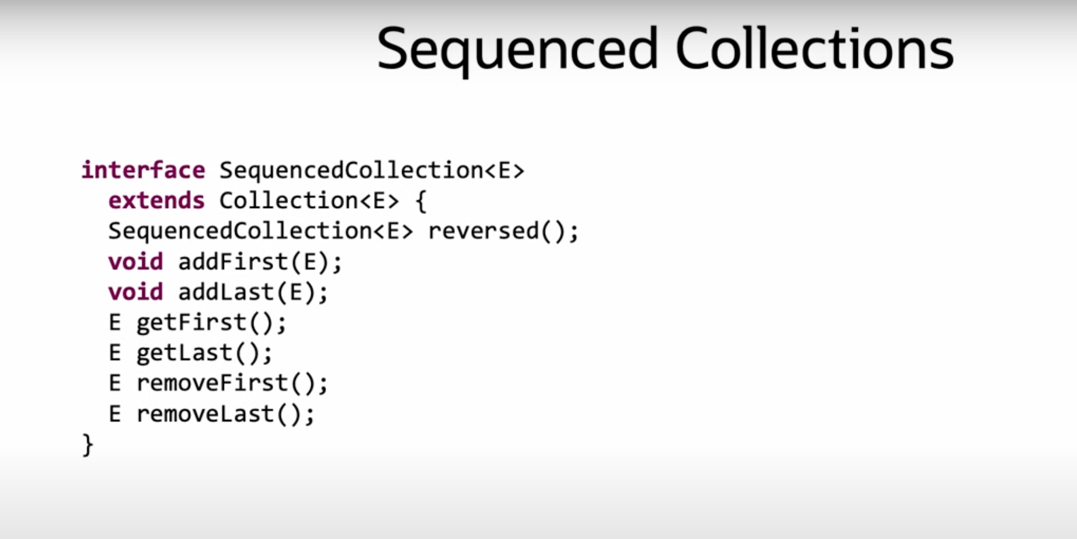 Sequenced Collections
interface SequencedCollection<E>
extends Collection<E> {
SequencedCollection<E> reversed();
void addFirst(E);
void addLast(E);
E getFirst();
E getLast();
E removeFirst();
E removeLast();
}